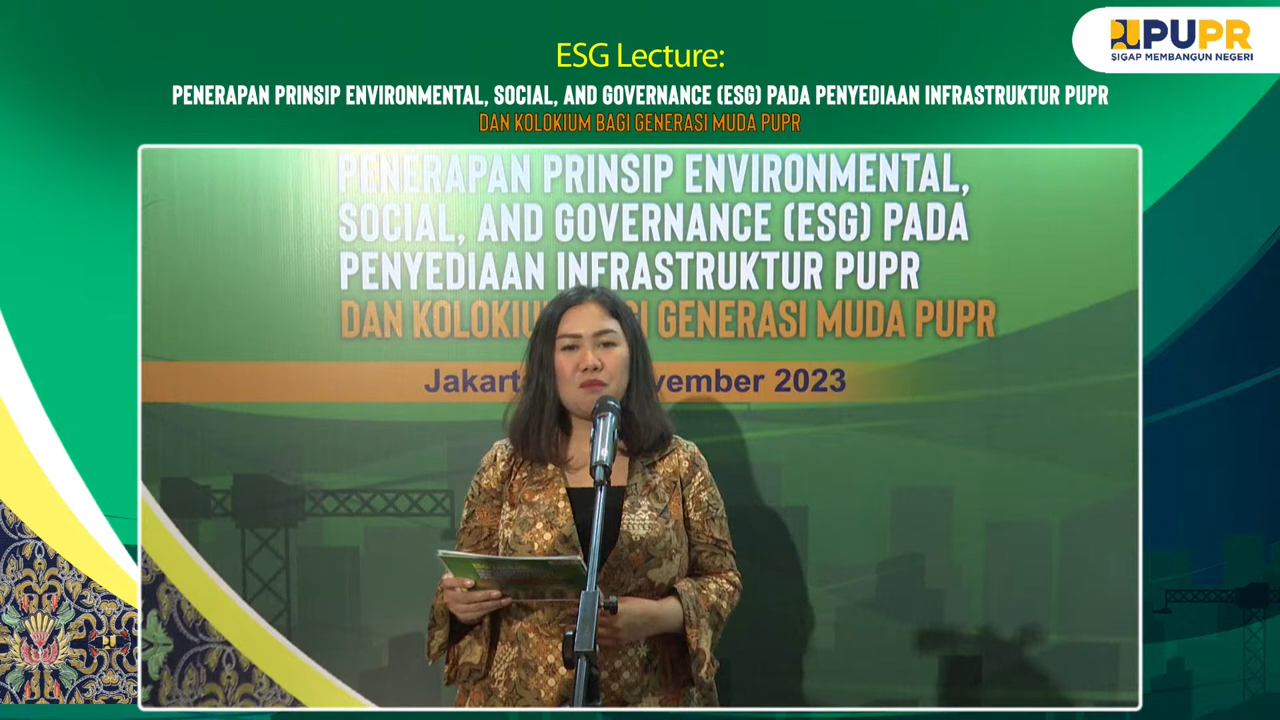 PUPR
SIGAP MEMBANGUN NEGERI
ESG Lecture:
PENERAPAN PRINSIP ENVIRONMENTAL, SOCIAL, AND GOVERNANCE (ESG) PADA PENYEDIAAN INFRASTRUKTUR PUPR
DAN KOLOKIUM BAGI GENERASI MUDA PUPR
PENERAPAN PRINSIP ENVIRONMENTAL,
SOCIAL, AND GOVERNANCE (ESG) PADA
PENYEDIAAN INFRASTRUKTUR PUPR
DAN GENERASI MUDA PUPR
2023